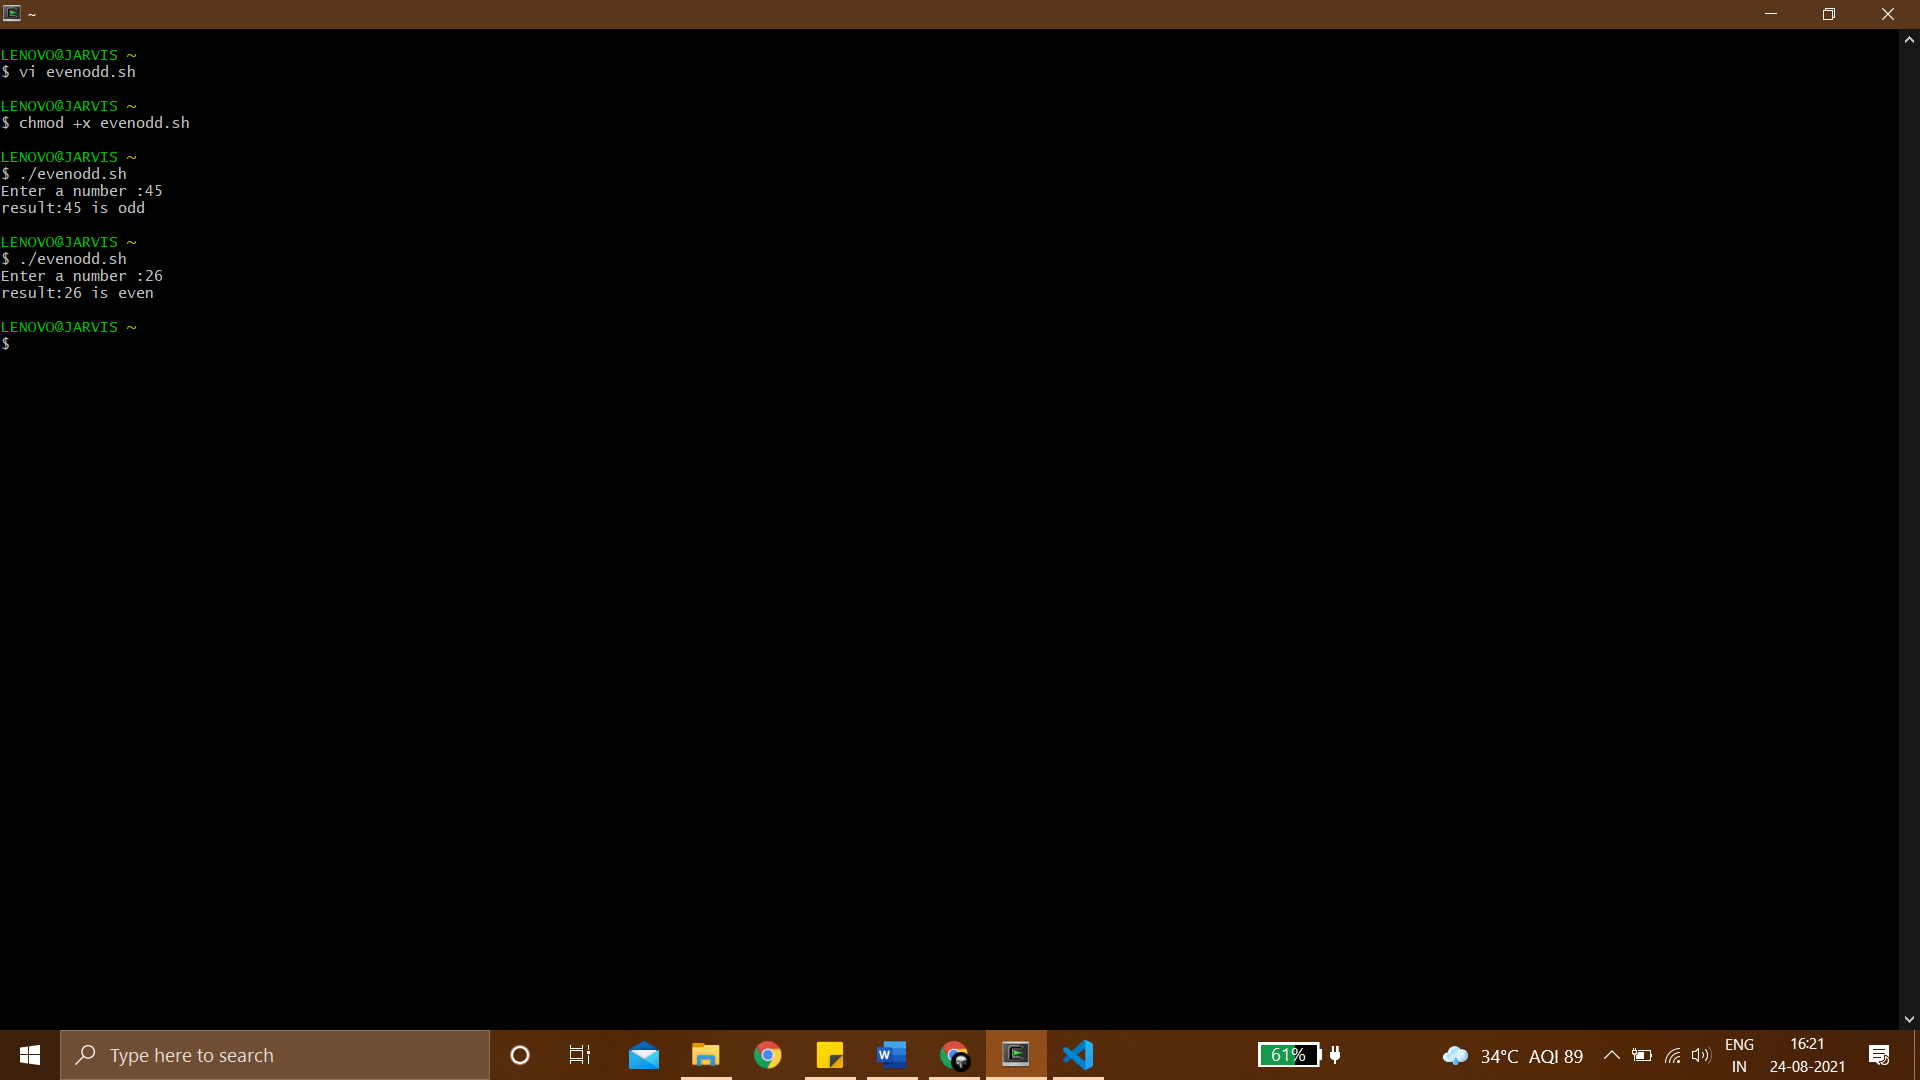 ~
LENOVO@JARVIS ~
$ vi evenodd.sh
LENOVO@JARVIS ~
$ chmod +x evenodd.sh
LENOVO@JARVIS ~
$ ./evenodd.sh
Enter a number :45
result:45 is odd
LENOVO@JARVIS ~
$ ./evenodd.sh
Enter a number :26
result:26 is even
LENOVO@JARVIS ~
$
Type here to search
W
61%
34°C AQI 89
ENG
IN
16:21
24-08-2021
3